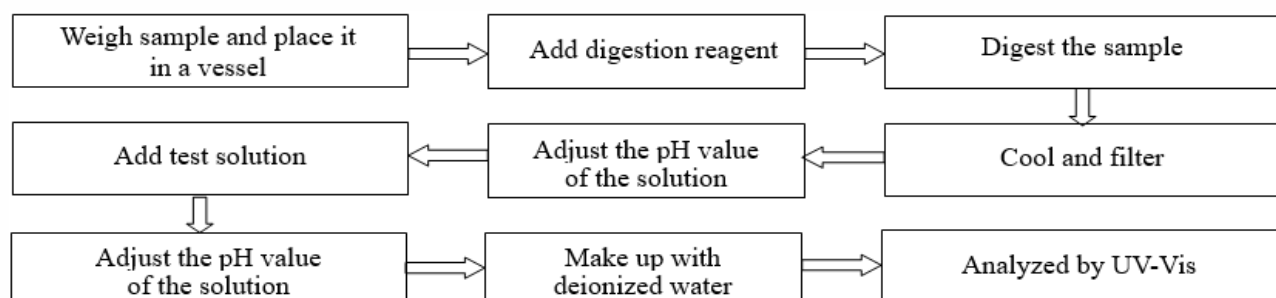 Weigh sample and place it
in a vessel
Add digestion reagent
Digest the sample
Cool and filter
Adjust the pH value
of the solution
Add test solution
Adjust the pH value
of the solution
Make up with
deionized water
Analyzed by UV-Vis